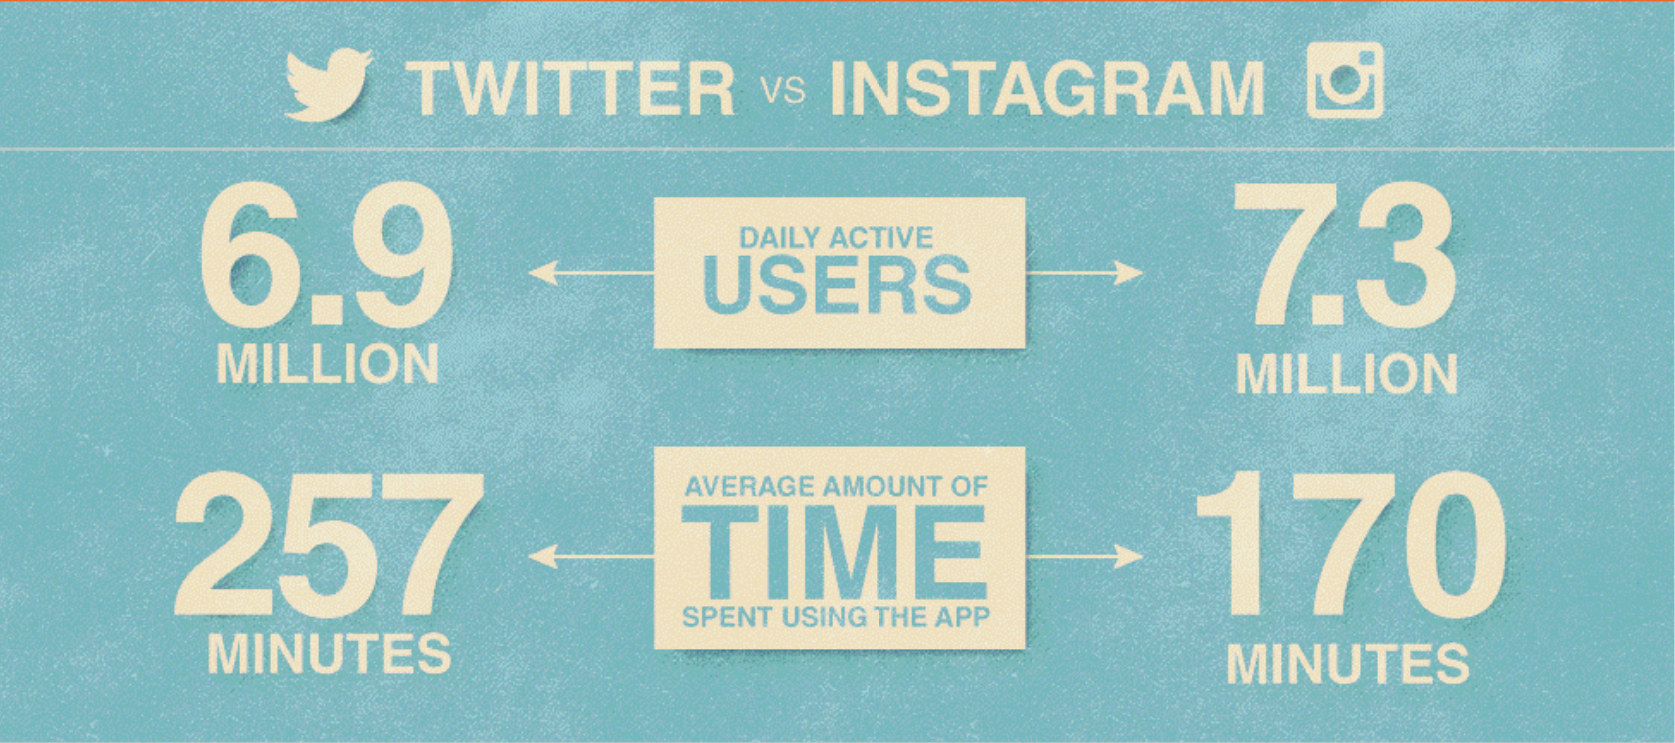 TWITTER VS INSTAGRAM
6.9
MILLION
DAILY ACTIVE
USERS
7.3
MILLION
257
MINUTES
AVERAGE AMOUNT OF
TIME
SPENT USING THE APP
170
MINUTES